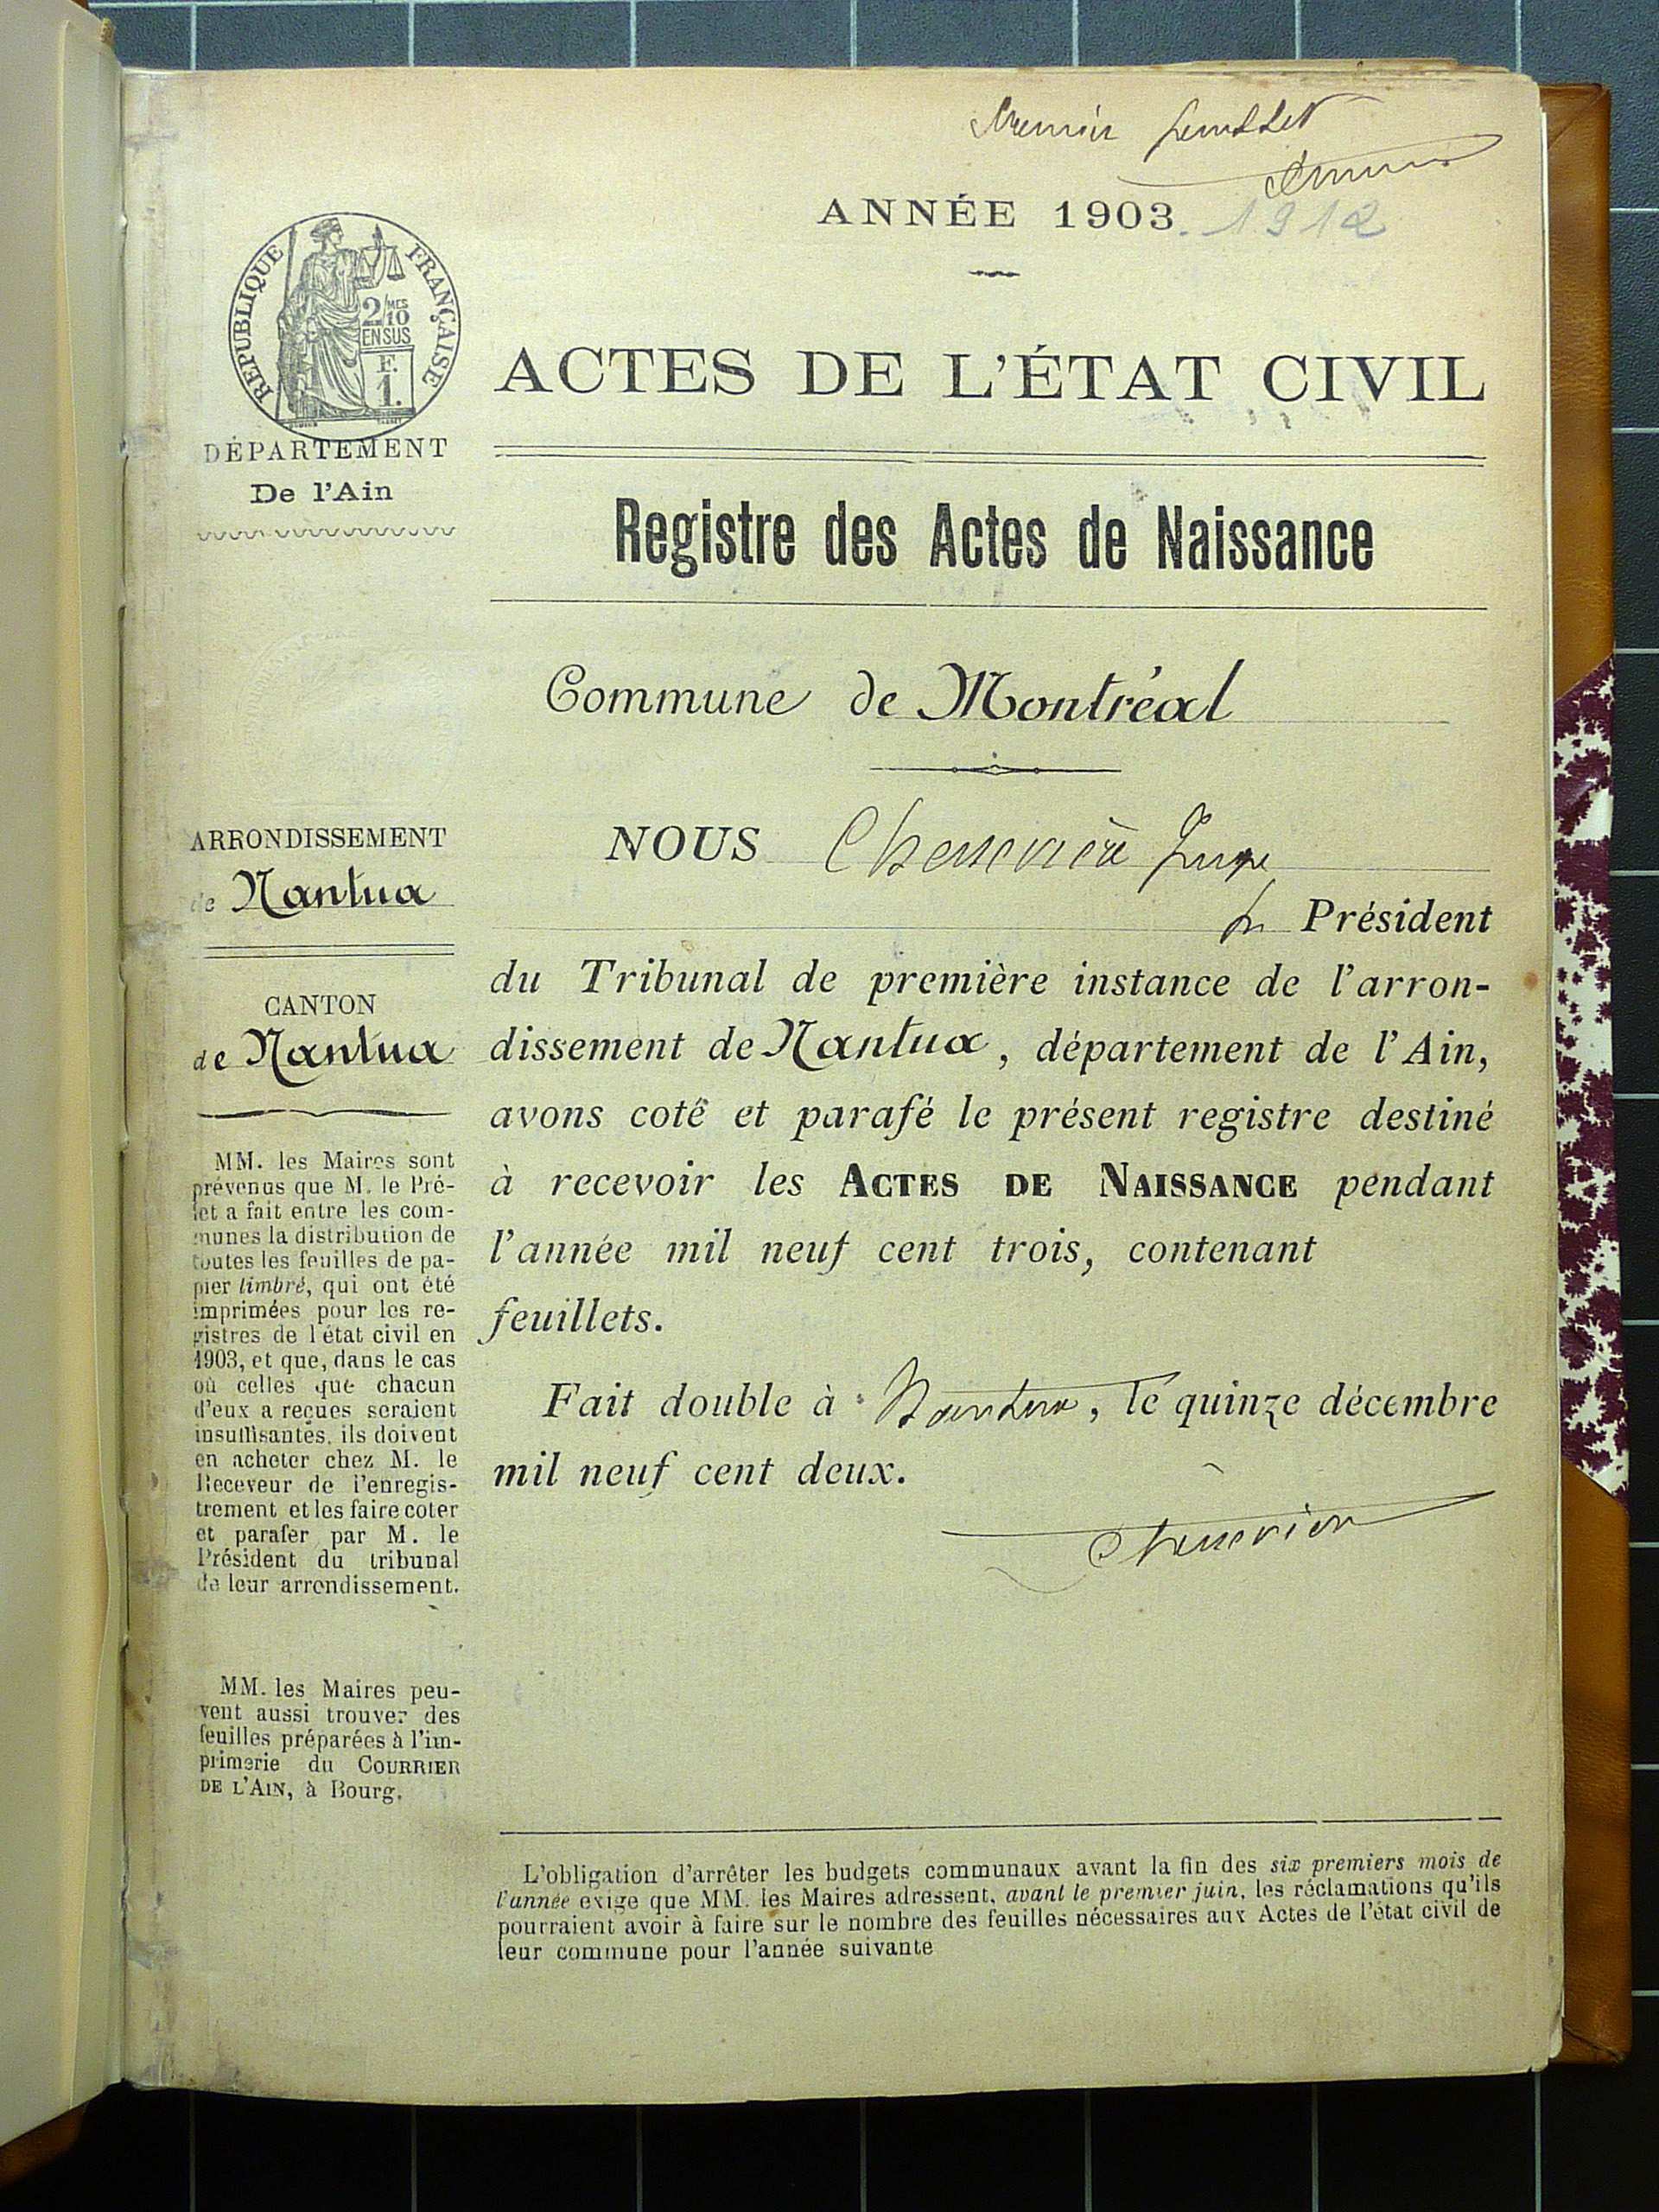 Premier feuillet
ANNÉE 1903. 1912
RÉPUBLIQUE FRANÇAISE
2/MES
10
EN SUS
F.
1.
ACTES DE L'ÉTAT CIVIL
DÉPARTEMENT
De l'Ain
Registre des Actes de Naissance
Commune de Montréal
ARRONDISSEMENT
de Nantua
CANTON
de Nantua
MM. les Maires sont
prévenus que M. le Pré-
fet a fait entre les com-
munes la distribution de
toutes les feuilles de pa-
pier timbré, qui ont été
imprimées pour les re-
gistres de l'état civil en
1903, et que, dans le cas
où celles que chacun
d'eux a reçues seraient
insuffisantes, ils doivent
en acheter chez M. le
Receveur de l'enregis-
trement et les faire coter
et parafer par M. le
Président du tribunal
de leur arrondissement.
MM. les Maires peu-
vent aussi trouver des
feuilles préparées à l'im-
primerie du COURRIER
DE L'AIN, à Bourg.
NOUS Chenevière Juge
Président
du Tribunal de première instance de l'arron-
dissement de Nantua, département de l'Ain,
avons coté et parafé le présent registre destiné
à recevoir les ACTES DE NAISSANCE pendant
l'année mil neuf cent trois, contenant
feuillets.
Fait double à Nantua, le quinze décembre
mil neuf cent deux.
L'obligation d'arrêter les budgets communaux avant la fin des six premiers mois de
l'année exige que MM. les Maires adressent, avant le premier juin, les réclamations qu'ils
pourraient avoir à faire sur le nombre des feuilles nécessaires aux Actes de l'état civil de
leur commune pour l'année suivante